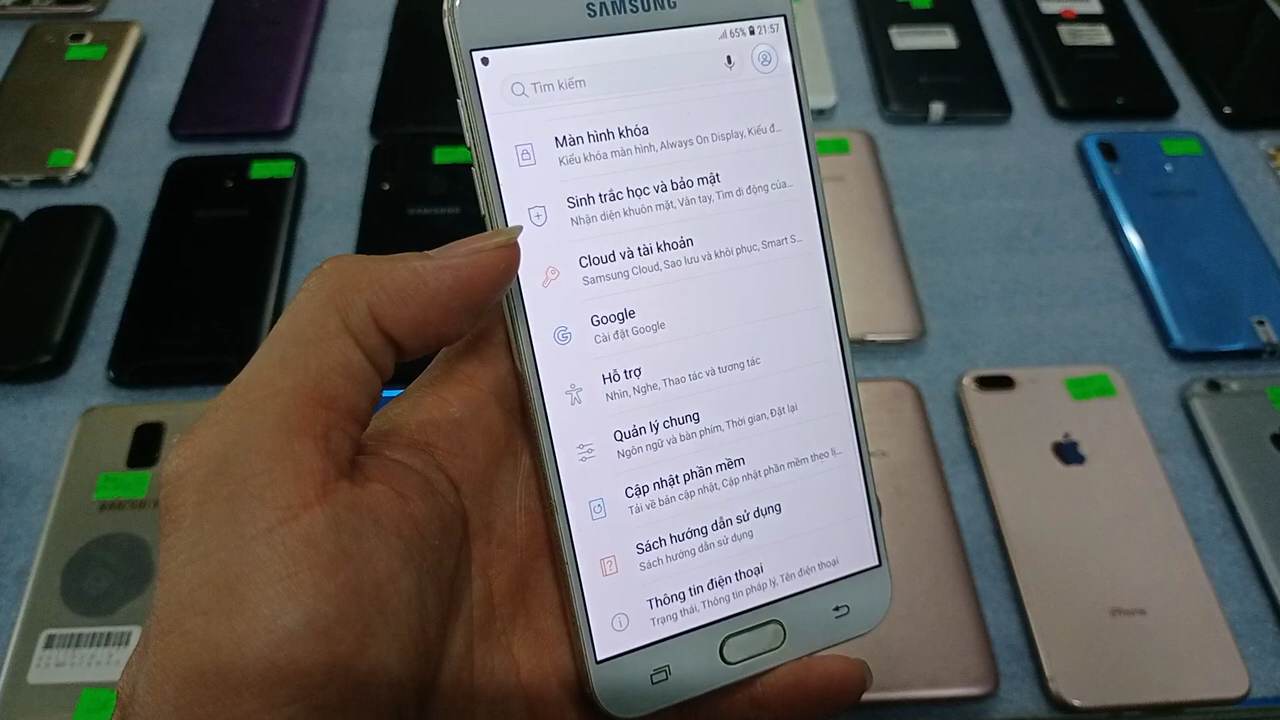 SAMSUNG
65% 21:57
Tìm kiếm
Màn hình khóa
Kiểu khóa màn hình, Always On Display, Kiểu đ...
Sinh trắc học và bảo mật
Nhận diện khuôn mặt, Vân tay, Tìm di động của...
Cloud và tài khoản
Samsung Cloud, Sao lưu và khôi phục, Smart S...
Google
Cài đặt Google
Hỗ trợ
Nhìn, Nghe, Thao tác và tương tác
Quản lý chung
Ngôn ngữ và bàn phím, Thời gian, Đặt lại
Cập nhật phần mềm
Tải về bản cập nhật, Cập nhật phần mềm theo lị...
Sách hướng dẫn sử dụng
Sách hướng dẫn sử dụng
Thông tin điện thoại
Trạng thái, Thông tin pháp lý, Tên điện thoại
SAMSUNG
iPhone